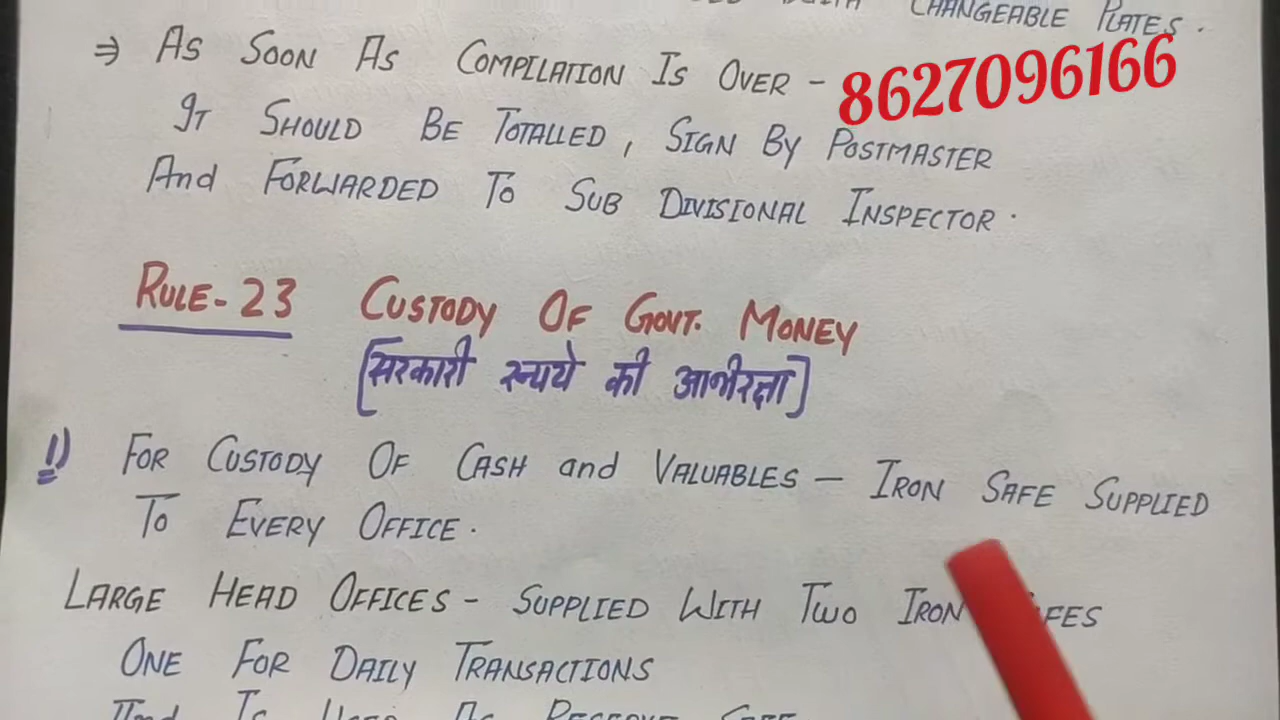 CHANGEABLE PLATES.
⇒ AS SOON AS COMPILATION IS OVER -
8627096166
IT SHOULD BE TOTALLED, SIGN BY POSTMASTER
And FORWARDED TO SUB DIVISIONAL INSPECTOR.
RULE-23 CUSTODY OF GOVT. MONEY
[सरकारी रूपये की अभिरक्षा]
1) FOR CUSTODY OF CASH and VALUABLES – IRON SAFE SUPPLIED
TO EVERY OFFICE.
LARGE HEAD OFFICES - SUPPLIED WITH TWO IRON
ONE FOR DAILY TRANSACTIONS